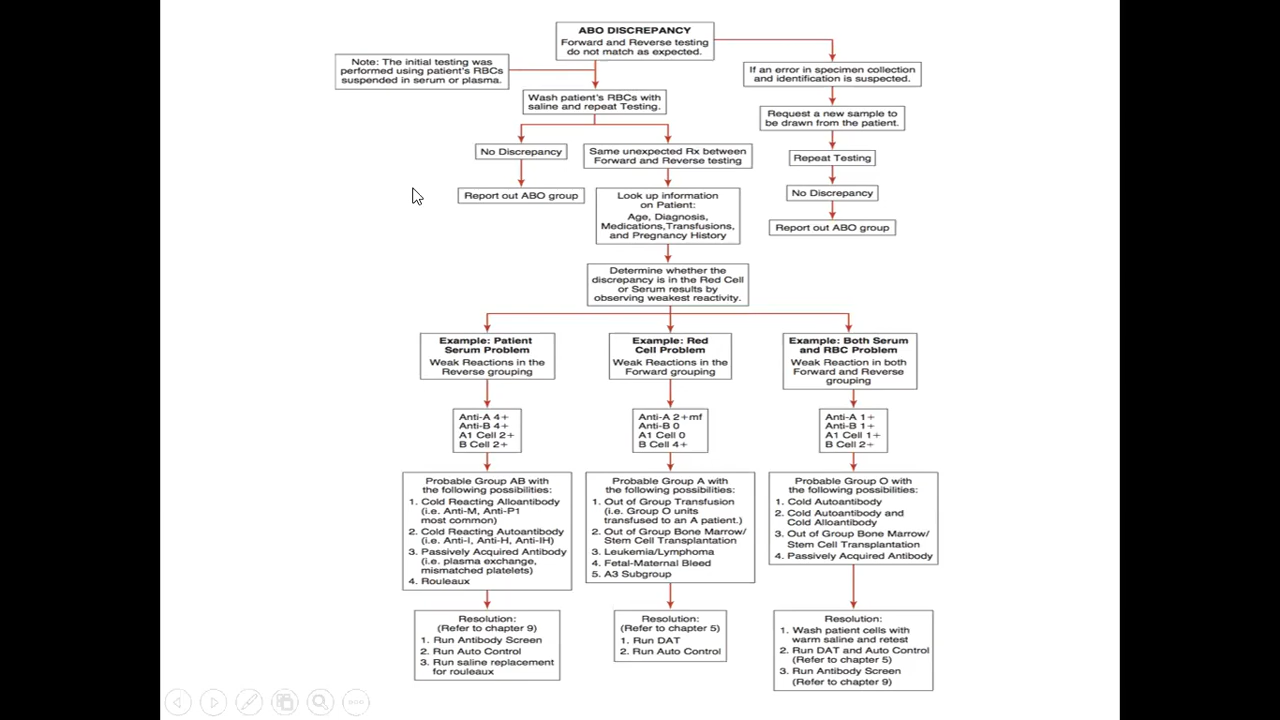 ABO DISCREPANCY
Forward and Reverse testing
do not match as expected.
Note: The initial testing was
performed using patient's RBCs
suspended in serum or plasma.
If an error in specimen collection
and identification is suspected.
Wash patient's RBCs with
saline and repeat Testing.
Request a new sample to
be drawn from the patient.
No Discrepancy
Same unexpected Rx between
Forward and Reverse testing
Repeat Testing
Report out ABO group
Look up information
on Patient:
Age, Diagnosis,
Medications,Transfusions,
and Pregnancy History
No Discrepancy
Report out ABO group
Determine whether the
discrepancy is in the Red Cell
or Serum results by
observing weakest reactivity.
Example: Patient
Serum Problem
Weak Reactions in the
Reverse grouping
Example: Red
Cell Problem
Weak Reactions in the
Forward grouping
Example: Both Serum
and RBC Problem
Weak Reaction in both
Forward and Reverse
grouping
Anti-A 4+
Anti-B 4+
A1 Cell 2+
B Cell 2+
Anti-A 2+mf
Anti-B 0
A1 Cell 0
B Cell 4+
Anti-A 1+
Anti-B 1+
A1 Cell 1+
B Cell 2+
Probable Group AB with
the following possibilities:
1. Cold Reacting Alloantibody
(i.e. Anti-M, Anti-P1
most common)
2. Cold Reacting Autoantibody
(i.e. Anti-I, Anti-H, Anti-IH)
3. Passively Acquired Antibody
(i.e. plasma exchange,
mismatched platelets)
4. Rouleaux
Probable Group A with
the following possibilities:
1. Out of Group Transfusion
(i.e. Group O units
transfused to an A patient.)
2. Out of Group Bone Marrow/
Stem Cell Transplantation
3. Leukemia/Lymphoma
4. Fetal-Maternal Bleed
5. A3 Subgroup
Probable Group O with
the following possibilities:
1. Cold Autoantibody
2. Cold Autoantibody and
Cold Alloantibody
3. Out of Group Bone Marrow/
Stem Cell Transplantation
4. Passively Acquired Antibody
Resolution:
(Refer to chapter 9)
1. Run Antibody Screen
2. Run Auto Control
3. Run saline replacement
for rouleaux
Resolution:
(Refer to chapter 5)
1. Run DAT
2. Run Auto Control
Resolution:
1. Wash patient cells with
warm saline and retest
2. Run DAT and Auto Control
(Refer to chapter 5)
3. Run Antibody Screen
(Refer to chapter 9)